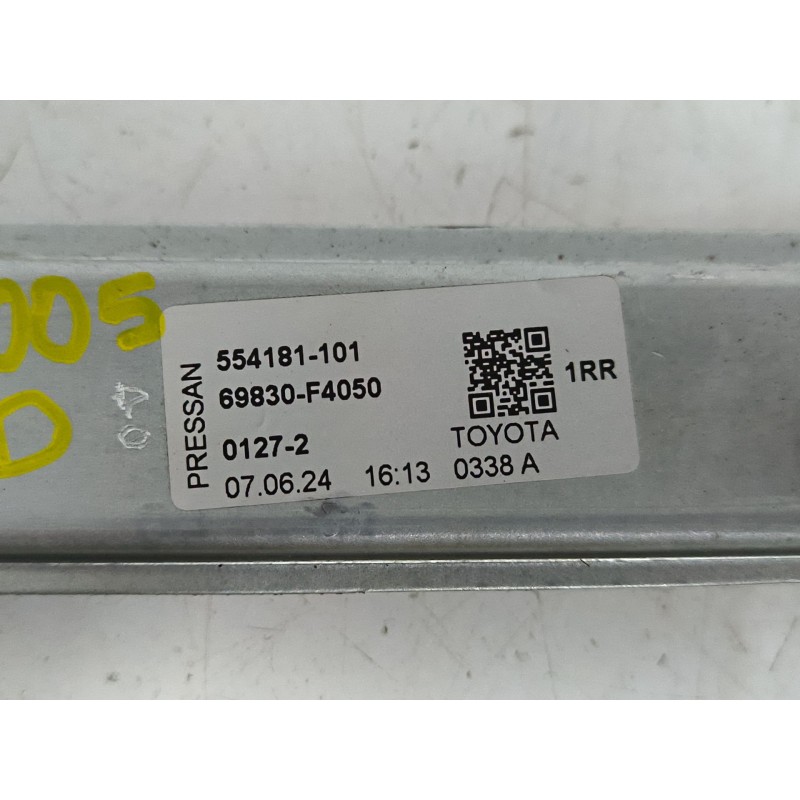 005
D
PRESSAN
554181-101
69830-F4050
1RR
0127-2
TOYOTA
07.06.24 16:13 0338 A